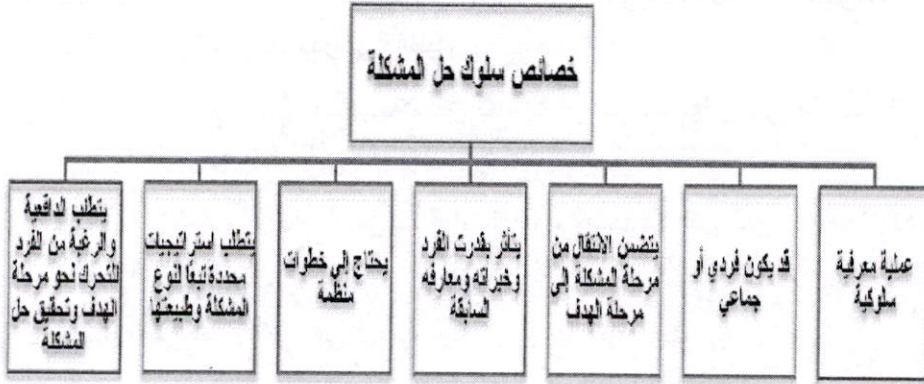 خصائص سلوك حل المشكلة
عملية معرفية
سلوكية
قد يكون فردي أو
جماعي
يتضمن الانتقال من
مرحلة المشكلة إلى
مرحلة الهدف
يتأثر بقدرت الفرد
وخبراته ومعارفه
السابقة
يحتاج إلى خطوات
منظمة
يتطلب استراتيجيات
محددة تبعا لنوع
المشكلة وطبيعتها
يتطلب الدافعية
والرغبة من الفرد
للتحرك نحو مرحلة
الهدف وتحقيق حل
المشكلة